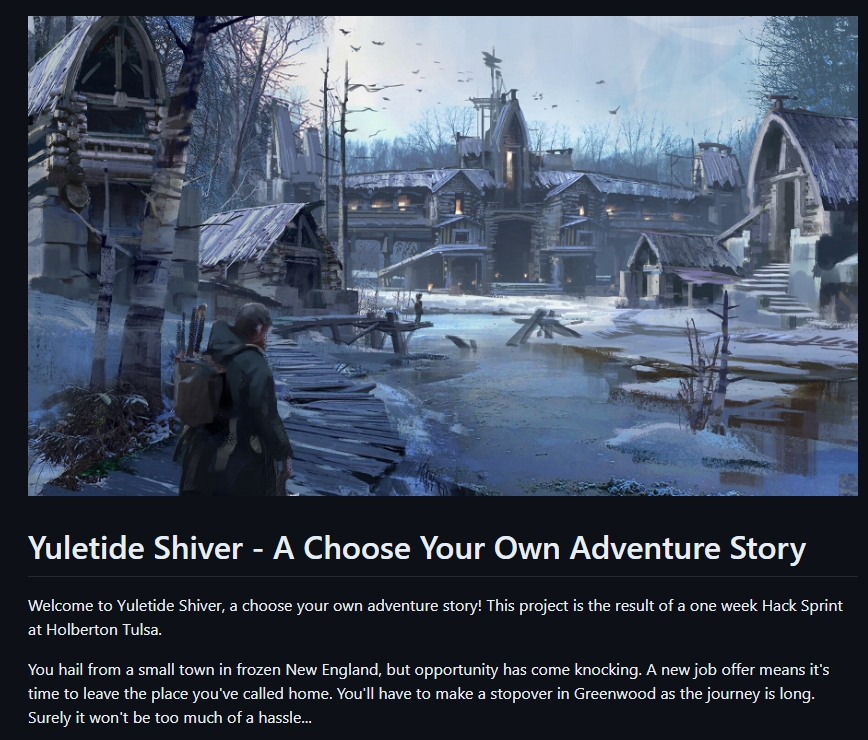 Yuletide Shiver - A Choose Your Own Adventure Story
Welcome to Yuletide Shiver, a choose your own adventure story! This project is the result of a one week Hack Sprint
at Holberton Tulsa.
You hail from a small town in frozen New England, but opportunity has come knocking. A new job offer means it's
time to leave the place you've called home. You'll have to make a stopover in Greenwood as the journey is long.
Surely it won't be too much of a hassle...